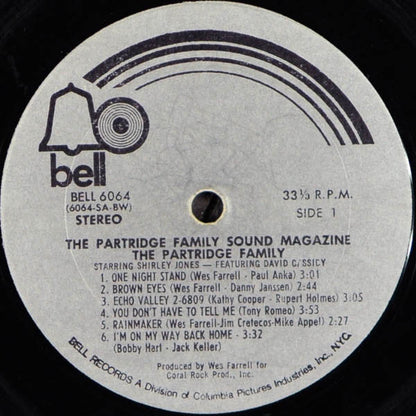 bell
BELL 6064
(6064-SA-BW)
STEREO
33⅓ R.P.M.
SIDE 1
THE PARTRIDGE FAMILY SOUND MAGAZINE
THE PARTRIDGE FAMILY
STARRING SHIRLEY JONES — FEATURING DAVID
1. ONE NIGHT STAND (Wes Farrell - Paul Anka) 3:01
2. BROWN EYES (Wes Farrell - Danny Janssen) 2:44
3. ECHO VALLEY 2-6809 (Kathy Cooper - Rupert Holmes) 3:05
4. YOU DON'T HAVE TO TELL ME (Tony Romeo) 3:53
5. RAINMAKER (Wes Farrell-Jim Cretecos-Mike Appel) 2:27
6. I'M ON MY WAY BACK HOME - 3:32
(Bobby Hart - Jack Keller)
Produced by Wes Farrell for
Coral Rock Prod., Inc.
BELL RECORDS A Division of Columbia Pictures Industries, Inc., N.Y.C.